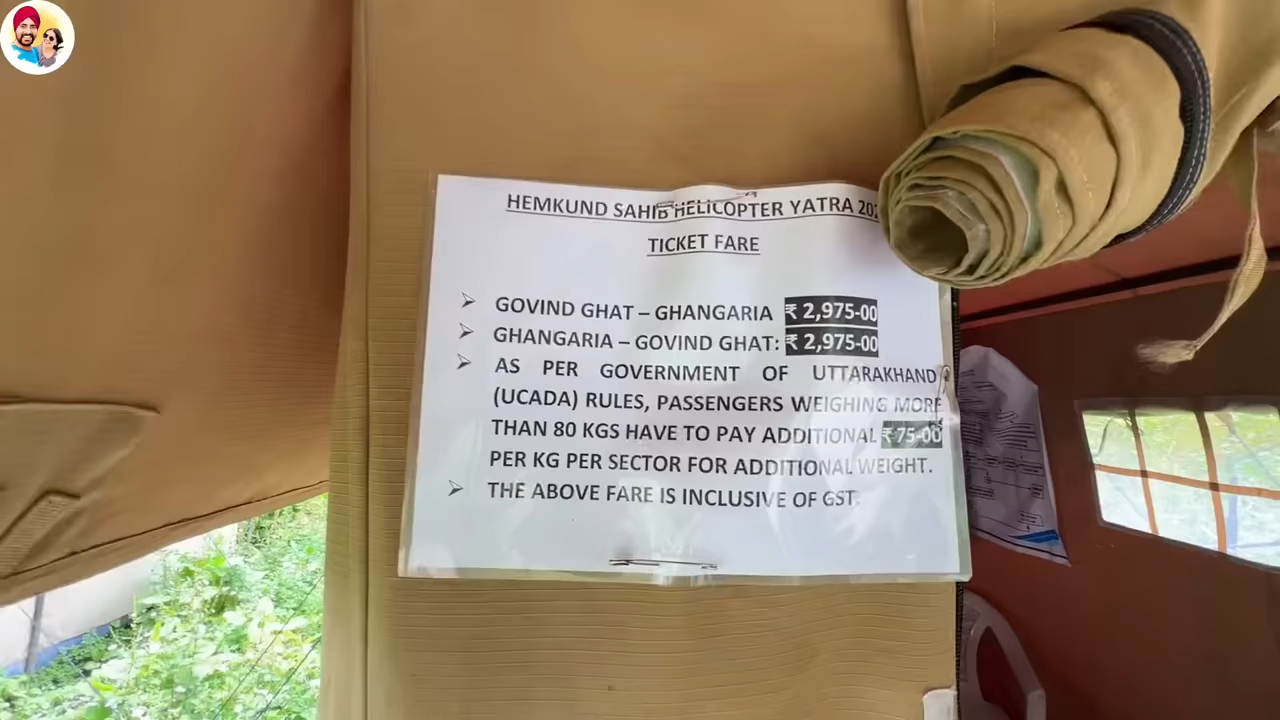 HEMKUND SAHIB HELICOPTER YATRA
TICKET FARE
➢ GOVIND GHAT – GHANGARIA ₹ 2,975-00
➢ GHANGARIA – GOVIND GHAT: ₹ 2,975-00
➢ AS PER GOVERNMENT OF UTTARAKHAND
(UCADA) RULES, PASSENGERS WEIGHING MORE
THAN 80 KGS HAVE TO PAY ADDITIONAL ₹ 75-00
PER KG PER SECTOR FOR ADDITIONAL WEIGHT.
➢ THE ABOVE FARE IS INCLUSIVE OF GST.